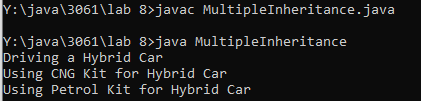 Y:\java\3061\lab 8>javac MultipleInheritance.java
Y:\java\3061\lab 8>java MultipleInheritance
Driving a Hybrid Car
Using CNG Kit for Hybrid Car
Using Petrol Kit for Hybrid Car